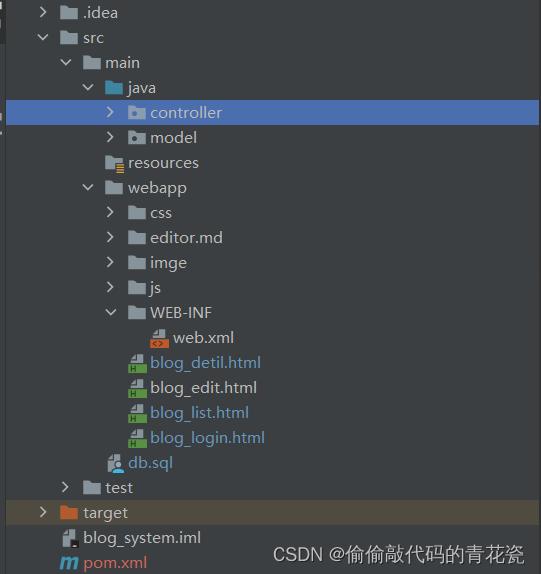 .idea
src
main
java
controller
model
resources
webapp
css
editor.md
imge
js
WEB-INF
web.xml
blog_detil.html
blog_edit.html
blog_list.html
blog_login.html
db.sql
test
target
blog_system.iml
pom.xml
CSDN @偷偷敲代码的青花瓷